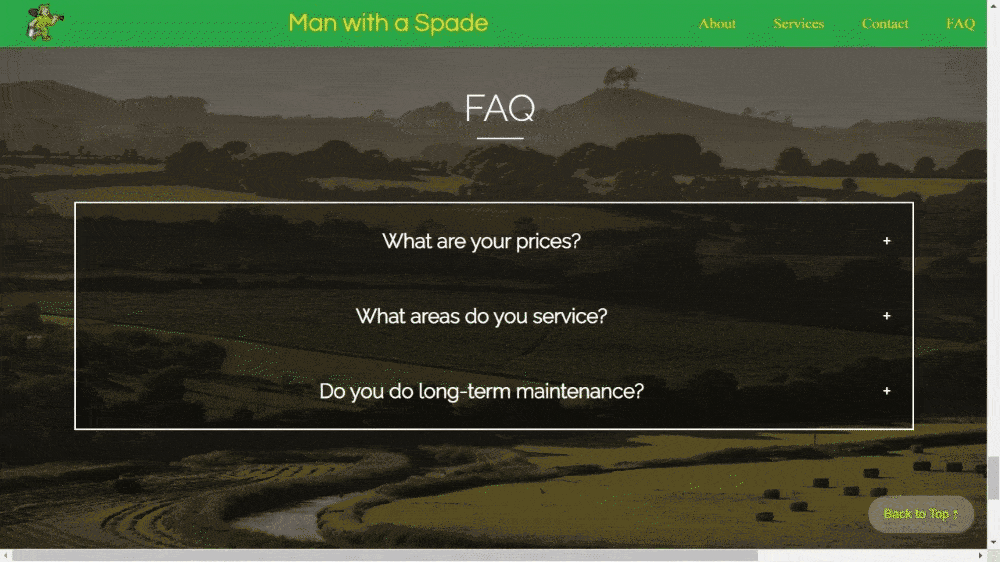 Man with a Spade
About Services Contact FAQ
FAQ
What are your prices? +
What areas do you service? +
Do you do long-term maintenance? +
Back to Top ↑